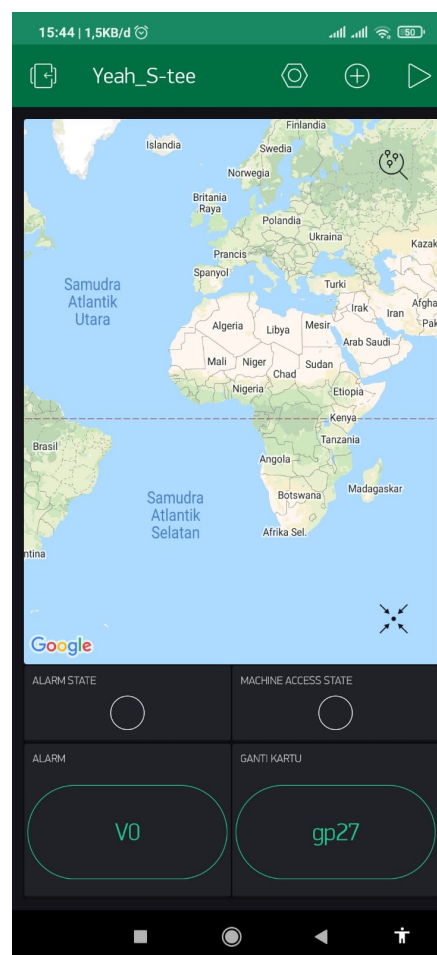 15:44 | 1,5KB/d
50
Yeah_S-tee
Finlandia
Islandia
Swedia
Norwegia
Britania
Raya
Polandia
Ukraina
Kazak
Prancis
Spanyol
Turki
Samudra
Atlantik
Utara
Irak
Iran
Afgha
Pak
Aljeria
Libya
Mesir
Arab Saudi
Mali
Niger
Chad
Sudan
Nigeria
Etiopia
Kenya
Brasil
Tanzania
Angola
Samudra
Atlantik
Selatan
Botswana
Madagaskar
Afrika Sel.
ntina
Google
ALARM STATE
MACHINE ACCESS STATE
ALARM
GANTI KARTU
V0
gp27